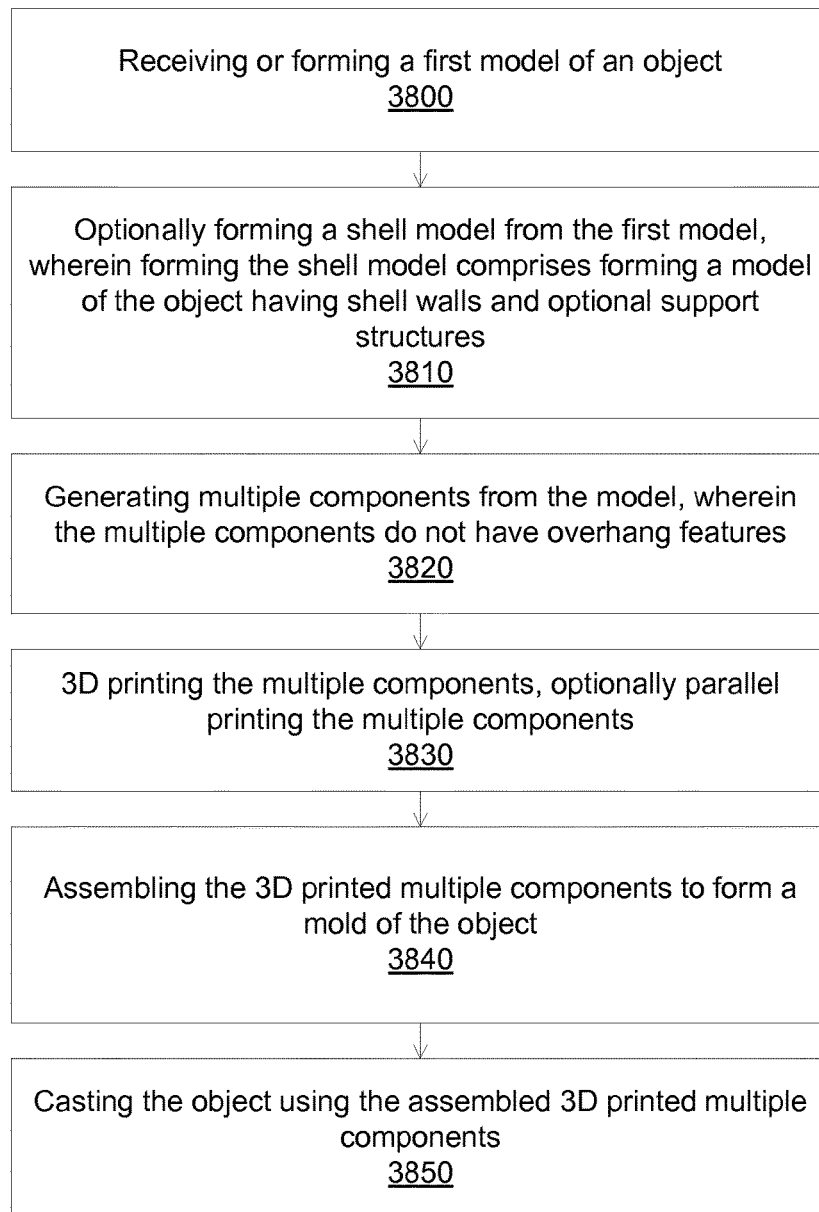 Receiving or forming a first model of an object
3800
Optionally forming a shell model from the first model,
wherein forming the shell model comprises forming a model
of the object having shell walls and optional support
structures
3810
Generating multiple components from the model, wherein
the multiple components do not have overhang features
3820
3D printing the multiple components, optionally parallel
printing the multiple components
3830
Assembling the 3D printed multiple components to form a
mold of the object
3840
Casting the object using the assembled 3D printed multiple
components
3850